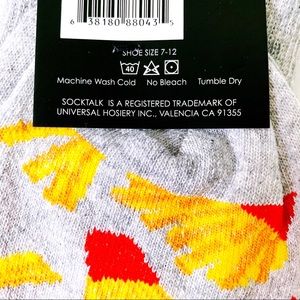 6 38180 88043 5
SHOE SIZE 7-12
40
Machine Wash Cold No Bleach Tumble Dry
SOCKTALK IS A REGISTERED TRADEMARK OF
UNIVERSAL HOSIERY INC., VALENCIA CA 91355